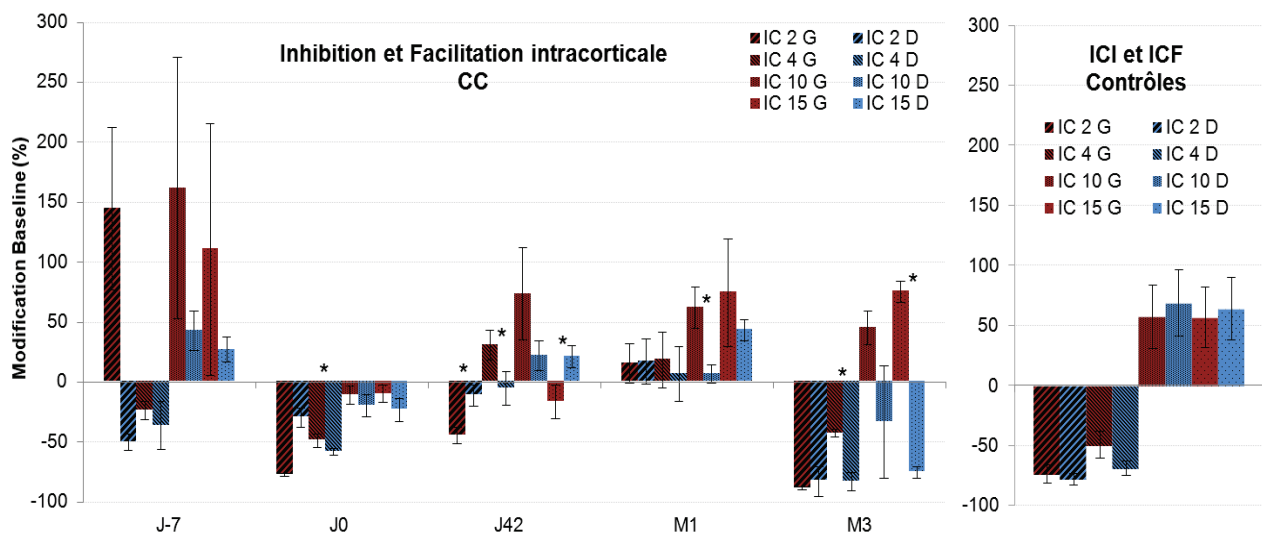 Inhibition et Facilitation intracorticale
CC
IC 2 G IC 2 D
IC 4 G IC 4 D
IC 10 G IC 10 D
IC 15 G IC 15 D
Modification Baseline (%)
300
250
200
150
100
50
0
-50
-100
* * * * * * *
J-7 J0 J42 M1 M3
ICI et ICF
Contrôles
IC 2 G IC 2 D
IC 4 G IC 4 D
IC 10 G IC 10 D
IC 15 G IC 15 D
300
250
200
150
100
50
0
-50
-100